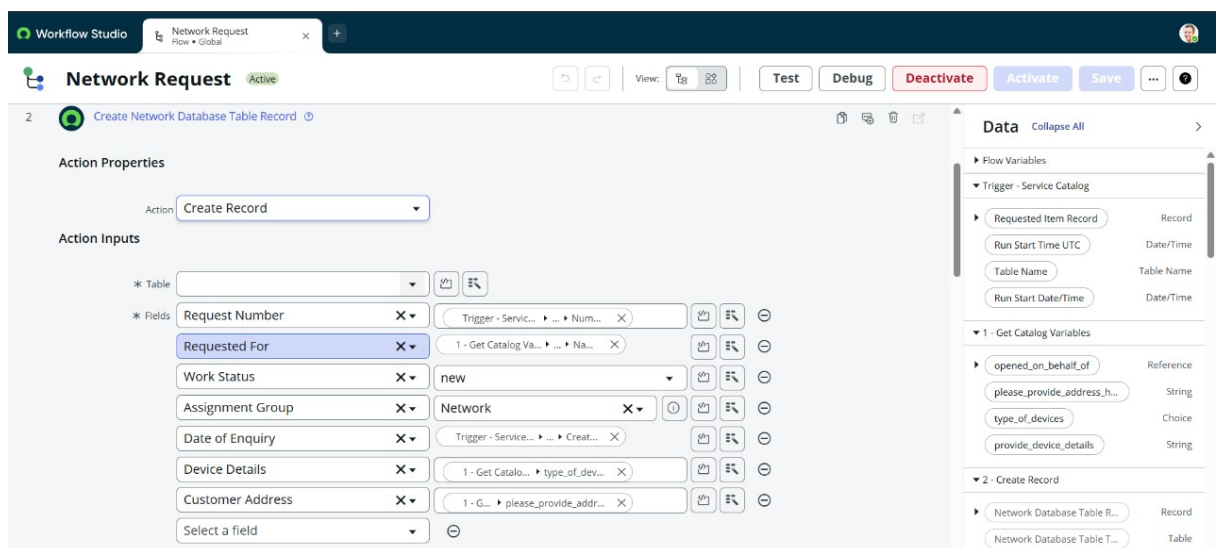 Workflow Studio
Network Request
Flow • Global
Network Request Active
View:
Test
Debug
Deactivate
Activate
Save
2 Create Network Database Table Record
Action Properties
Action Create Record
Action Inputs
* Table
* Fields Request Number Trigger - Servic... ▸ ... ▸ Num...
Requested For 1 - Get Catalog Va... ▸ ... ▸ Na...
Work Status new
Assignment Group Network
Date of Enquiry Trigger - Service... ▸ ... ▸ Creat...
Device Details 1 - Get Catalo... ▸ type_of_dev...
Customer Address 1 - G... ▸ please_provide_addr...
Select a field
Data Collapse All
Flow Variables
Trigger - Service Catalog
Requested Item Record Record
Run Start Time UTC Date/Time
Table Name Table Name
Run Start Date/Time Date/Time
1 - Get Catalog Variables
opened_on_behalf_of Reference
please_provide_address_h... String
type_of_devices Choice
provide_device_details String
2 - Create Record
Network Database Table R... Record
Network Database Table T... Table